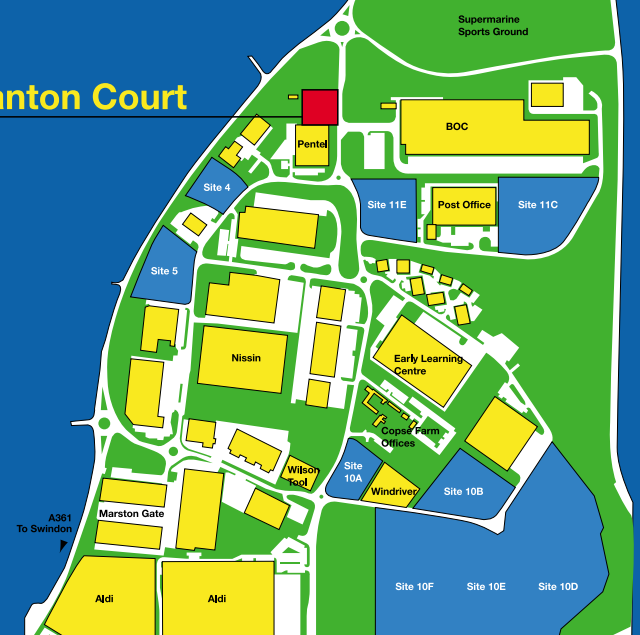 Supermarine
Sports Ground
anton Court
BOC
Pentel
Site 4
Site 11E
Post Office
Site 11C
Site 5
Nissin
Early Learning
Centre
Copse Farm
Offices
Wilson
Tool
Site
10A
Windriver
Site 10B
Marston Gate
A361
To Swindon
Site 10F
Site 10E
Site 10D
Aldi
Aldi